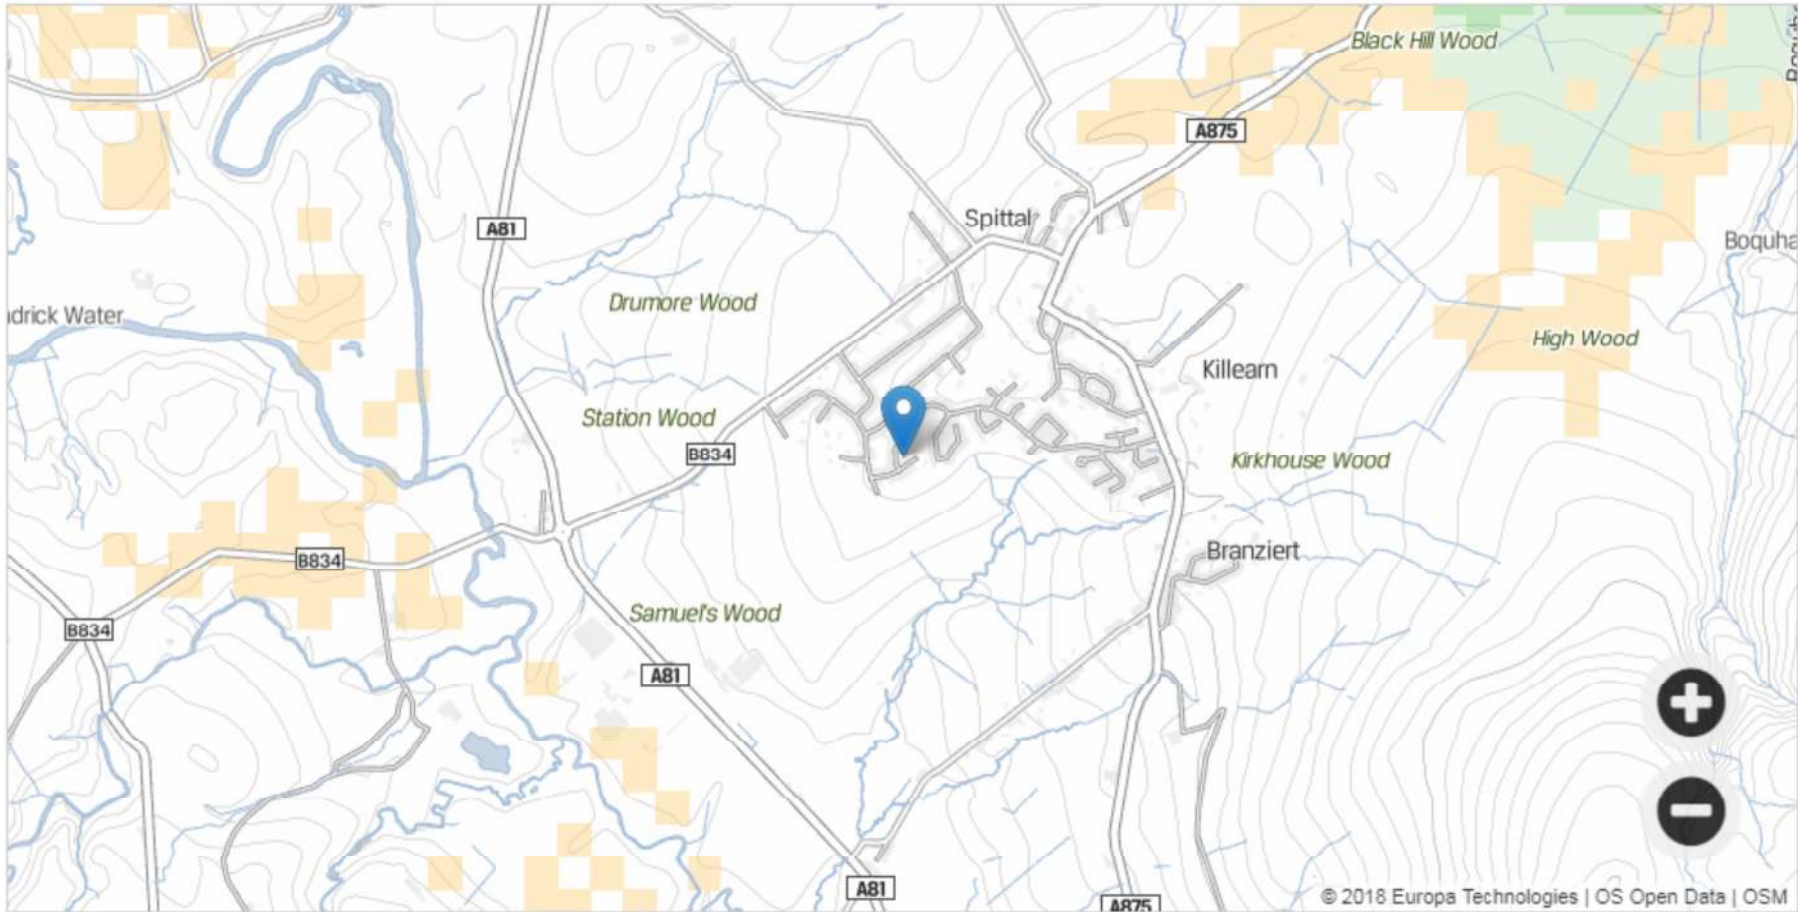 Black Hill Wood
A875
A81
Spittal
Boquha
Drumore Wood
drick Water
High Wood
Killearn
Station Wood
B834
Kirkhouse Wood
Branziert
B834
Samuel's Wood
B834
A81
A81
A875
© 2018 Europa Technologies | OS Open Data | OSM